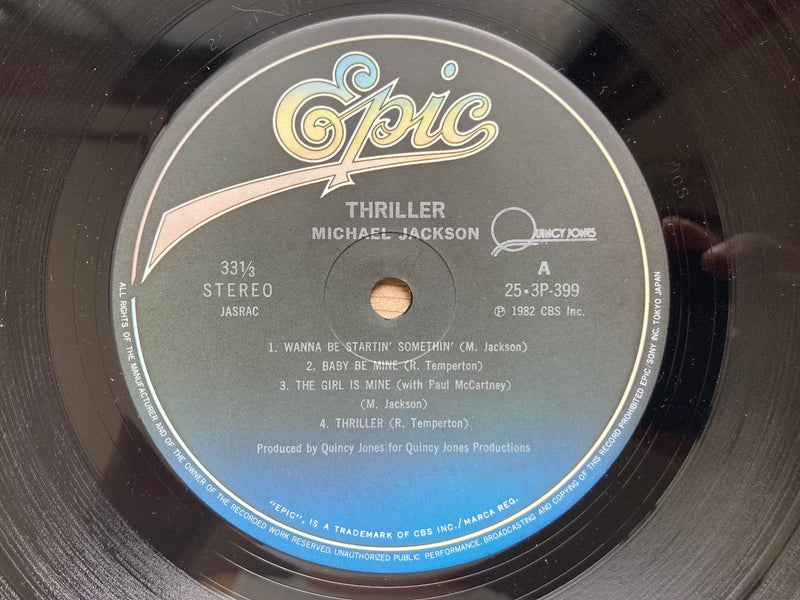 Epic
THRILLER
MICHAEL JACKSON
QUINCY JONES
33⅓
STEREO
JASRAC
A
25•3P-399
Ⓟ 1982 CBS Inc.
1. WANNA BE STARTIN' SOMETHIN' (M. Jackson)
2. BABY BE MINE (R. Temperton)
3. THE GIRL IS MINE (with Paul McCartney)
(M. Jackson)
4. THRILLER (R. Temperton)
Produced by Quincy Jones for Quincy Jones Productions
"EPIC", IS A TRADEMARK OF CBS INC./MARCA REG.
ALL RIGHTS OF THE MANUFACTURER AND OF THE OWNER OF THE RECORDED WORK RESERVED. UNAUTHORIZED PUBLIC PERFORMANCE. BROADCASTING AND COPYING OF THIS RECORD PROHIBITED EPIC/SONY INC. TOKYO JAPAN